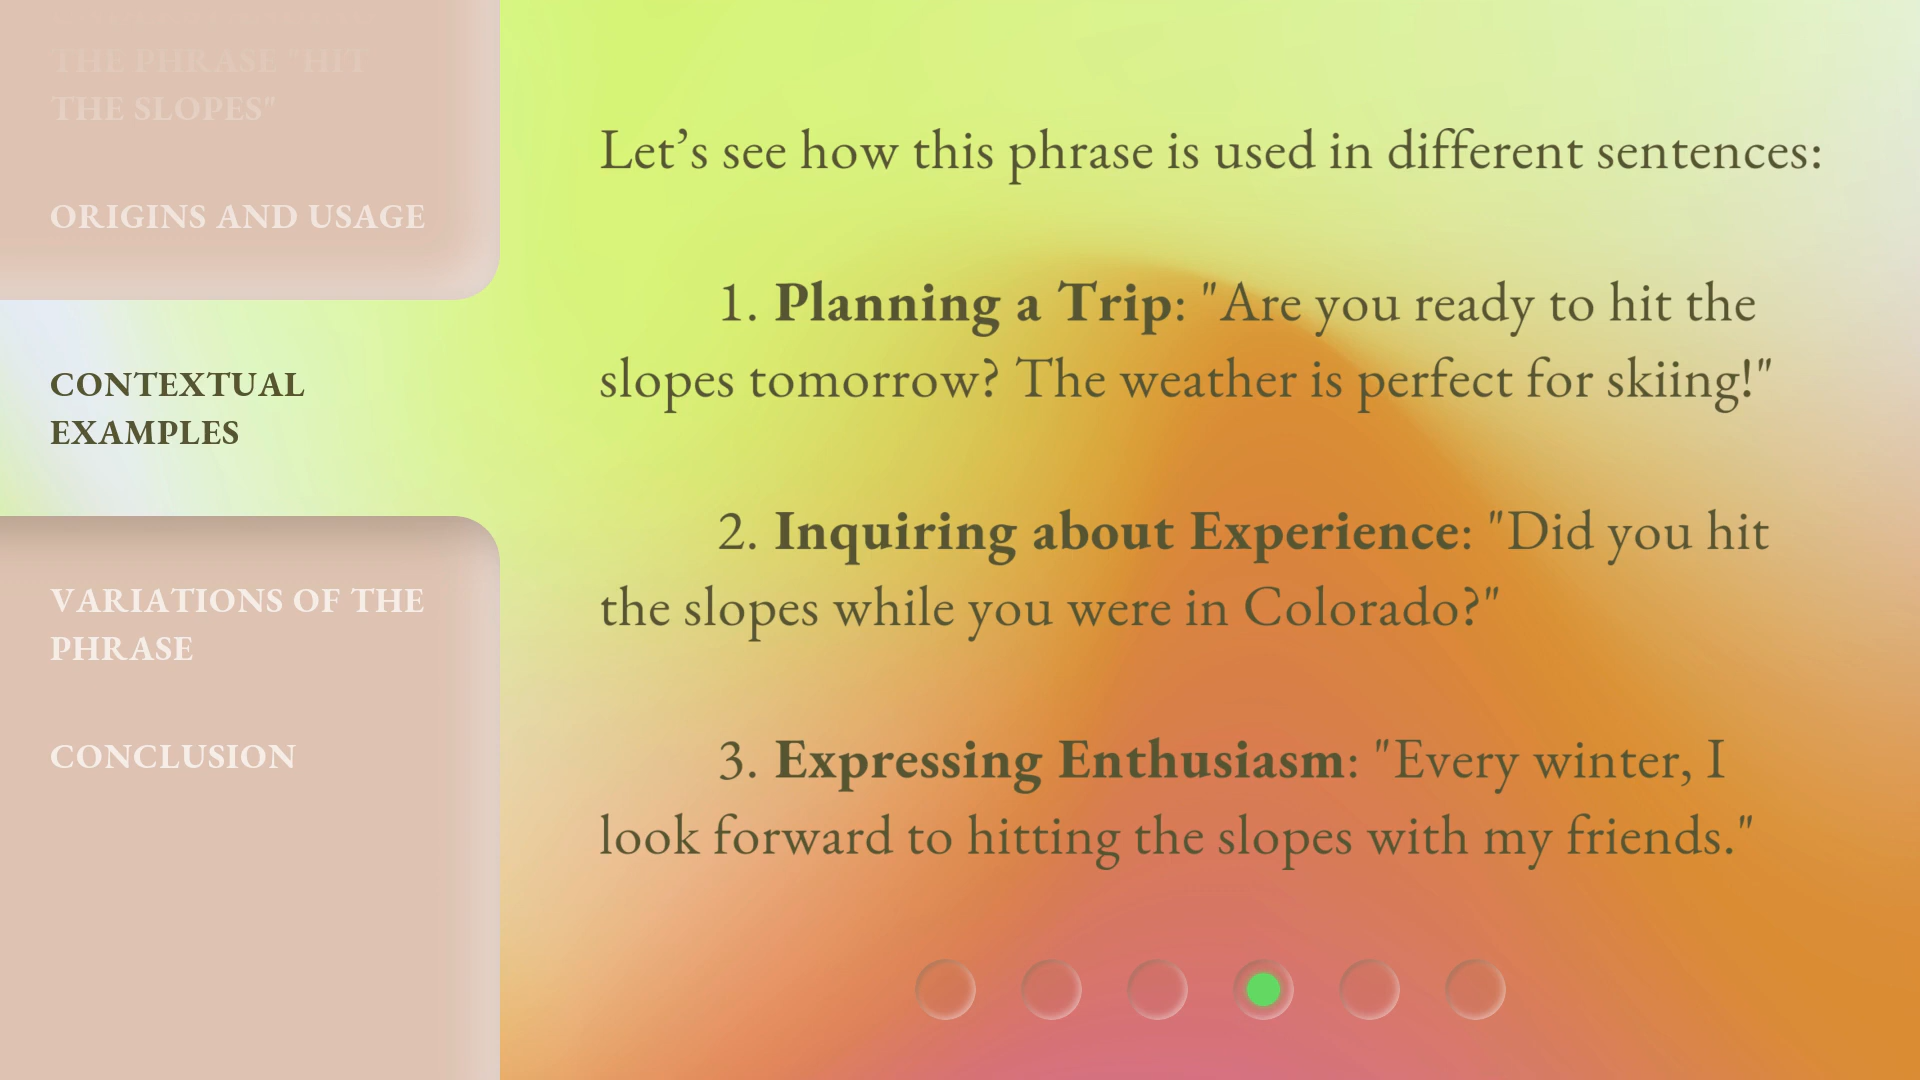 THE PHRASE "HIT
THE SLOPES"
ORIGINS AND USAGE
CONTEXTUAL
EXAMPLES
VARIATIONS OF THE
PHRASE
CONCLUSION
Let’s see how this phrase is used in different sentences:
1. Planning a Trip: "Are you ready to hit the
slopes tomorrow? The weather is perfect for skiing!"
2. Inquiring about Experience: "Did you hit
the slopes while you were in Colorado?"
3. Expressing Enthusiasm: "Every winter, I
look forward to hitting the slopes with my friends."